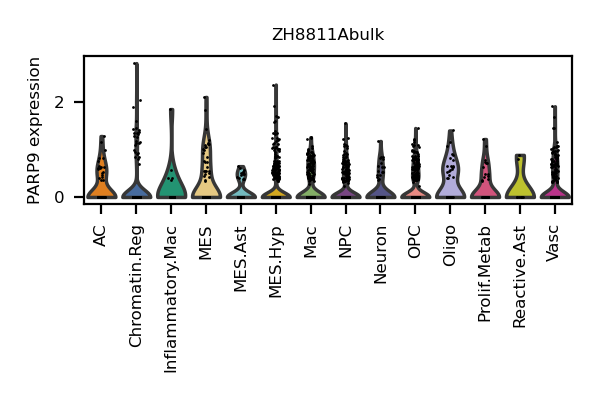 ZH8811Abulk
PARP9 expression
2
0
AC
Chromatin.Reg
Inflammatory.Mac
MES
MES.Ast
MES.Hyp
Mac
NPC
Neuron
OPC
Oligo
Prolif.Metab
Reactive.Ast
Vasc